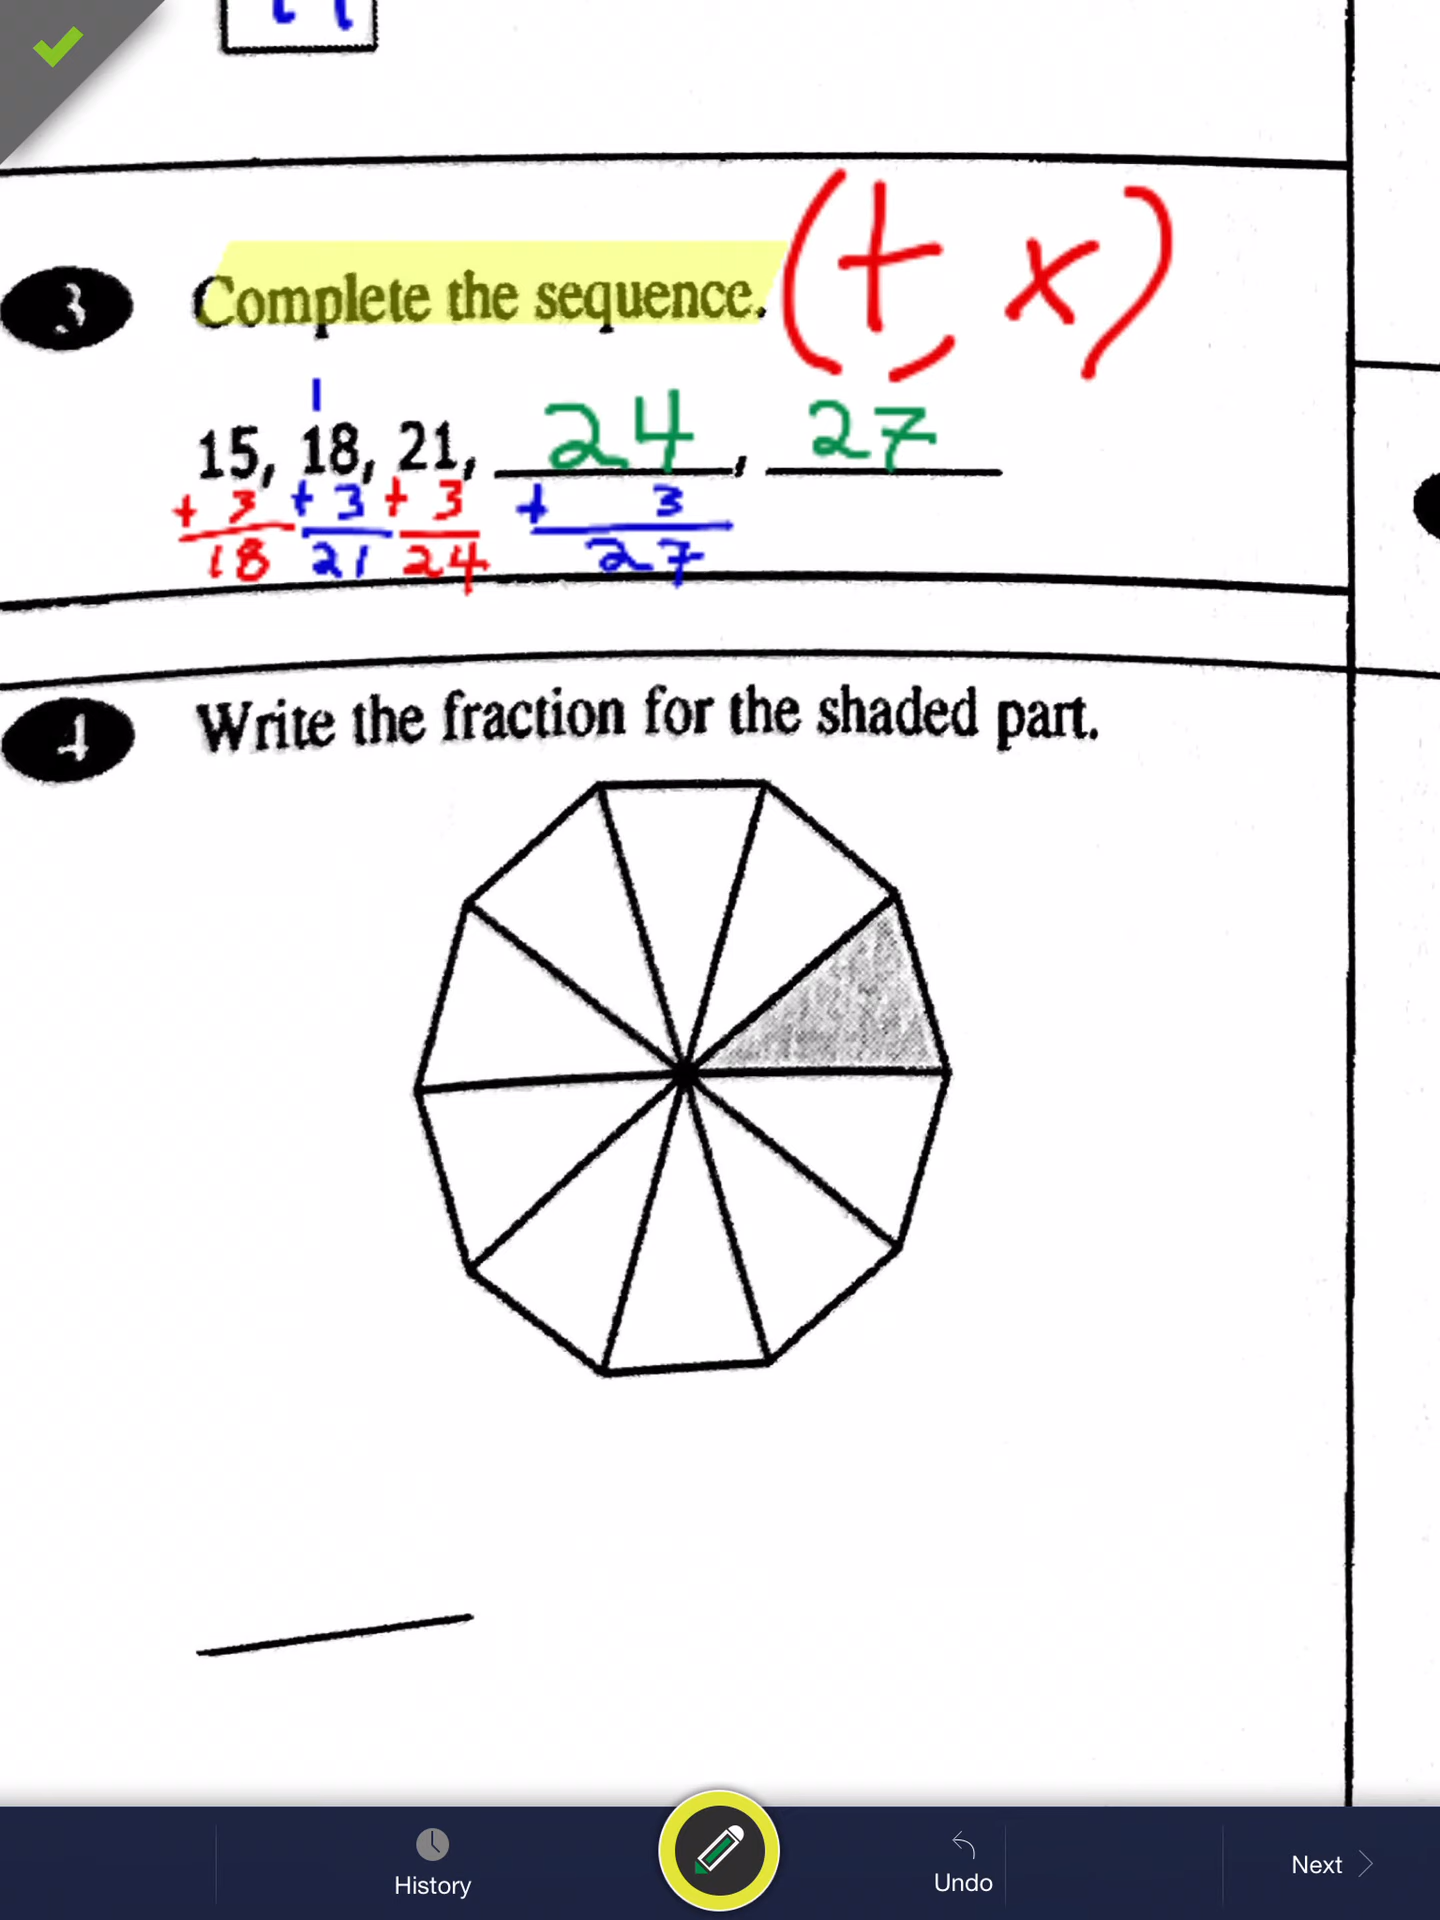 3 Complete the sequence. (+, x)
1
15, 18, 21, 24, 27
+ 3 + 3 + 3 + 3
18 21 24 27
4 Write the fraction for the shaded part.
History Undo Next